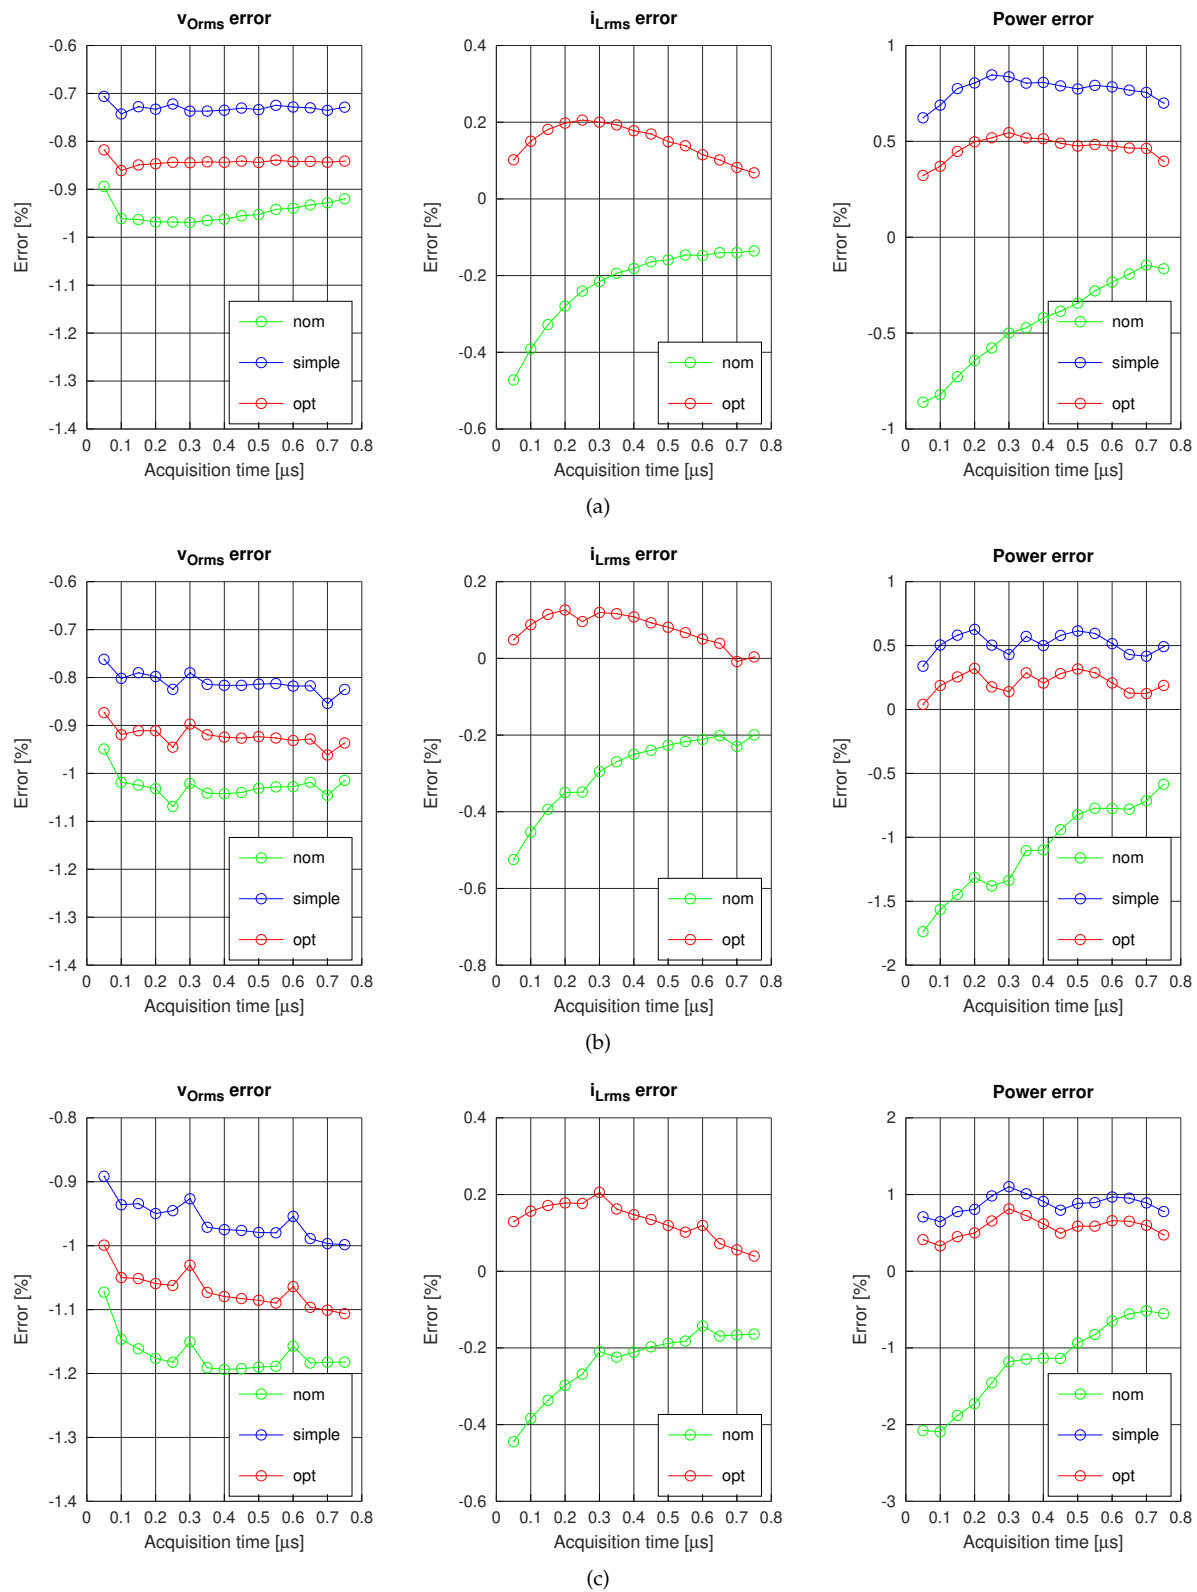 v_Orms error
-0.6
-0.7
-0.8
-0.9
-1
-1.1
-1.2
-1.3
-1.4
Error [%]
0 0.1 0.2 0.3 0.4 0.5 0.6 0.7 0.8
Acquisition time [μs]
nom
simple
opt
i_Lrms error
0.4
0.2
0
-0.2
-0.4
-0.6
Error [%]
0 0.1 0.2 0.3 0.4 0.5 0.6 0.7 0.8
Acquisition time [μs]
nom
opt
Power error
1
0.5
0
-0.5
-1
Error [%]
0 0.1 0.2 0.3 0.4 0.5 0.6 0.7 0.8
Acquisition time [μs]
nom
simple
opt
(a)
v_Orms error
-0.6
-0.7
-0.8
-0.9
-1
-1.1
-1.2
-1.3
-1.4
Error [%]
0 0.1 0.2 0.3 0.4 0.5 0.6 0.7 0.8
Acquisition time [μs]
nom
simple
opt
i_Lrms error
0.2
0
-0.2
-0.4
-0.6
-0.8
Error [%]
0 0.1 0.2 0.3 0.4 0.5 0.6 0.7 0.8
Acquisition time [μs]
nom
opt
Power error
1
0.5
0
-0.5
-1
-1.5
-2
Error [%]
0 0.1 0.2 0.3 0.4 0.5 0.6 0.7 0.8
Acquisition time [μs]
nom
simple
opt
(b)
v_Orms error
-0.8
-0.9
-1
-1.1
-1.2
-1.3
-1.4
Error [%]
0 0.1 0.2 0.3 0.4 0.5 0.6 0.7 0.8
Acquisition time [μs]
nom
simple
opt
i_Lrms error
0.4
0.2
0
-0.2
-0.4
-0.6
Error [%]
0 0.1 0.2 0.3 0.4 0.5 0.6 0.7 0.8
Acquisition time [μs]
nom
opt
Power error
2
1
0
-1
-2
-3
Error [%]
0 0.1 0.2 0.3 0.4 0.5 0.6 0.7 0.8
Acquisition time [μs]
nom
simple
opt
(c)